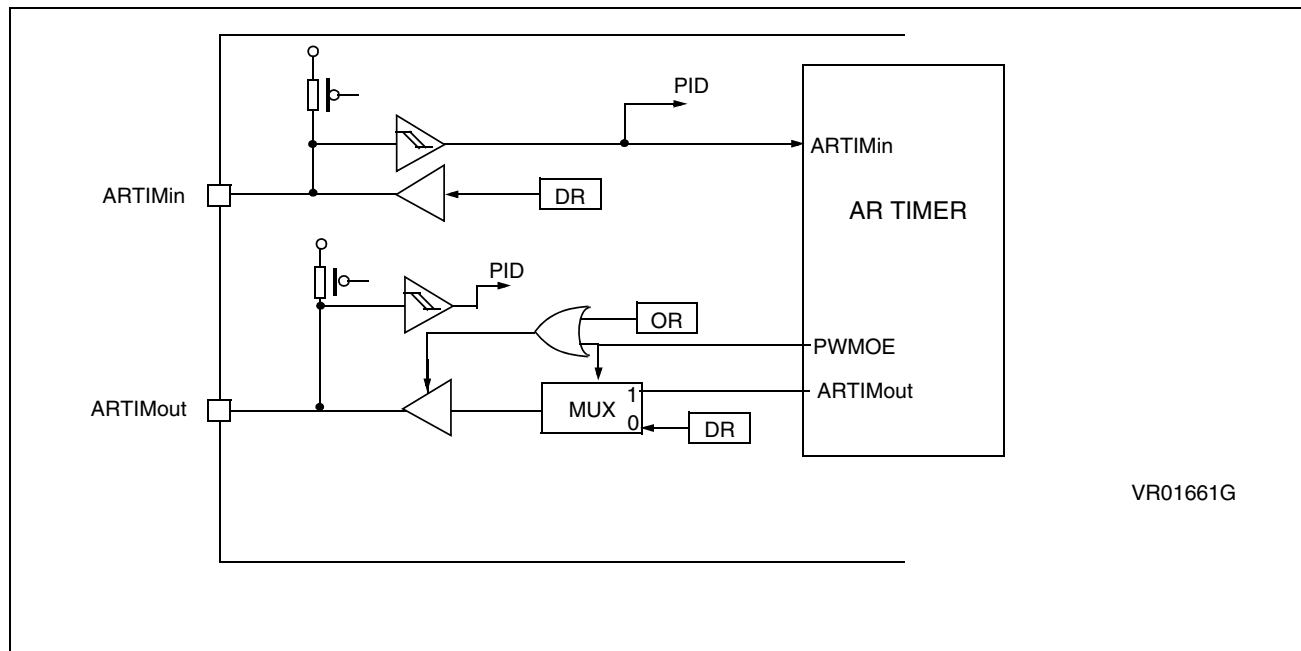 PID
ARTIMin
ARTIMin
DR
AR TIMER
PID
OR
PWMOE
ARTIMout
ARTIMout
MUX
1
0
DR
VR01661G